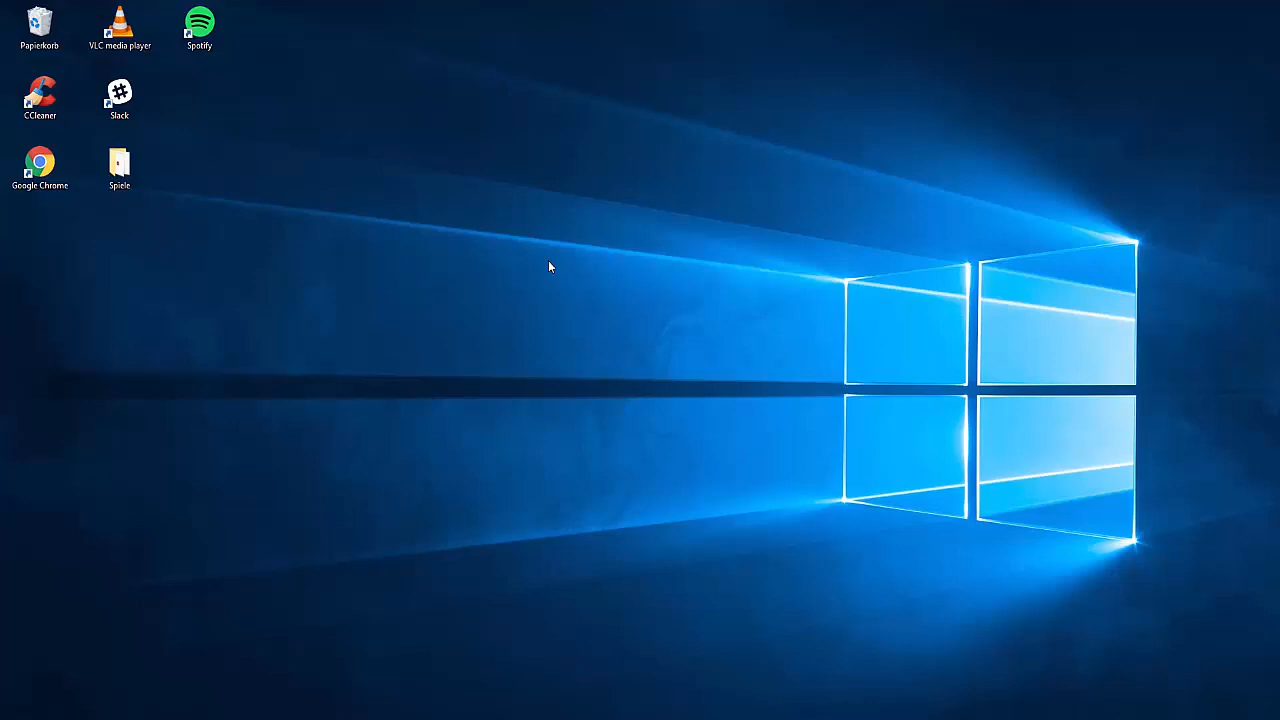 Papierkorb
VLC media player
Spotify
CCleaner
Slack
Google Chrome
Spiele